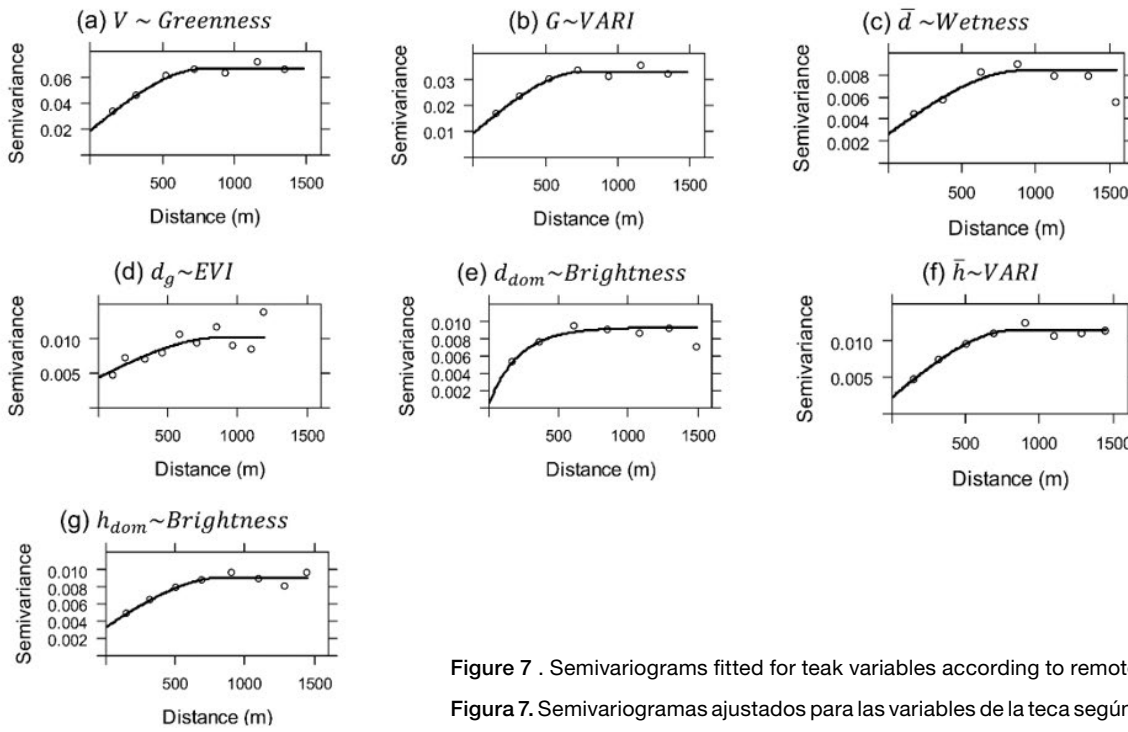 (a) V ~ Greenness
(b) G~VARI
(c) d̅ ~Wetness
Semivariance
0.06
0.04
0.02
500 1000 1500
Distance (m)
Semivariance
0.03
0.02
0.01
500 1000 1500
Distance (m)
Semivariance
0.008
0.006
0.004
0.002
500 1000 1500
Distance (m)
(d) d_g~EVI
(e) d_dom~Brightness
(f) h̅~VARI
Semivariance
0.010
0.005
500 1000 1500
Distance (m)
Semivariance
0.010
0.008
0.006
0.004
0.002
500 1000 1500
Distance (m)
Semivariance
0.010
0.005
500 1000 1500
Distance (m)
(g) h_dom~Brightness
Semivariance
0.010
0.008
0.006
0.004
0.002
500 1000 1500
Distance (m)
Figure 7 . Semivariograms fitted for teak variables according to remote
Figura 7. Semivariogramas ajustados para las variables de la teca según